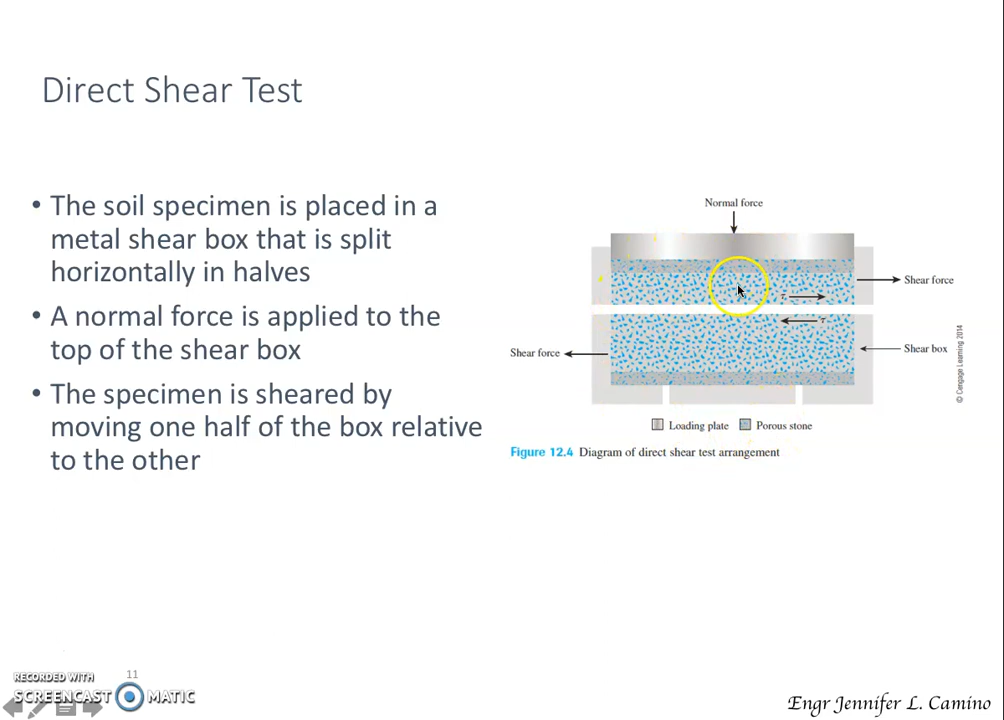 Direct Shear Test
• The soil specimen is placed in a
metal shear box that is split
horizontally in halves
• A normal force is applied to the
top of the shear box
• The specimen is sheared by
moving one half of the box relative
to the other
Normal force
Shear force
τ
τ
Shear force
Shear box
© Cengage Learning 2014
Loading plate
Porous stone
Figure 12.4 Diagram of direct shear test arrangement
RECORDED WITH
SCREENCAST MATIC
11
Engr Jennifer L. Camino